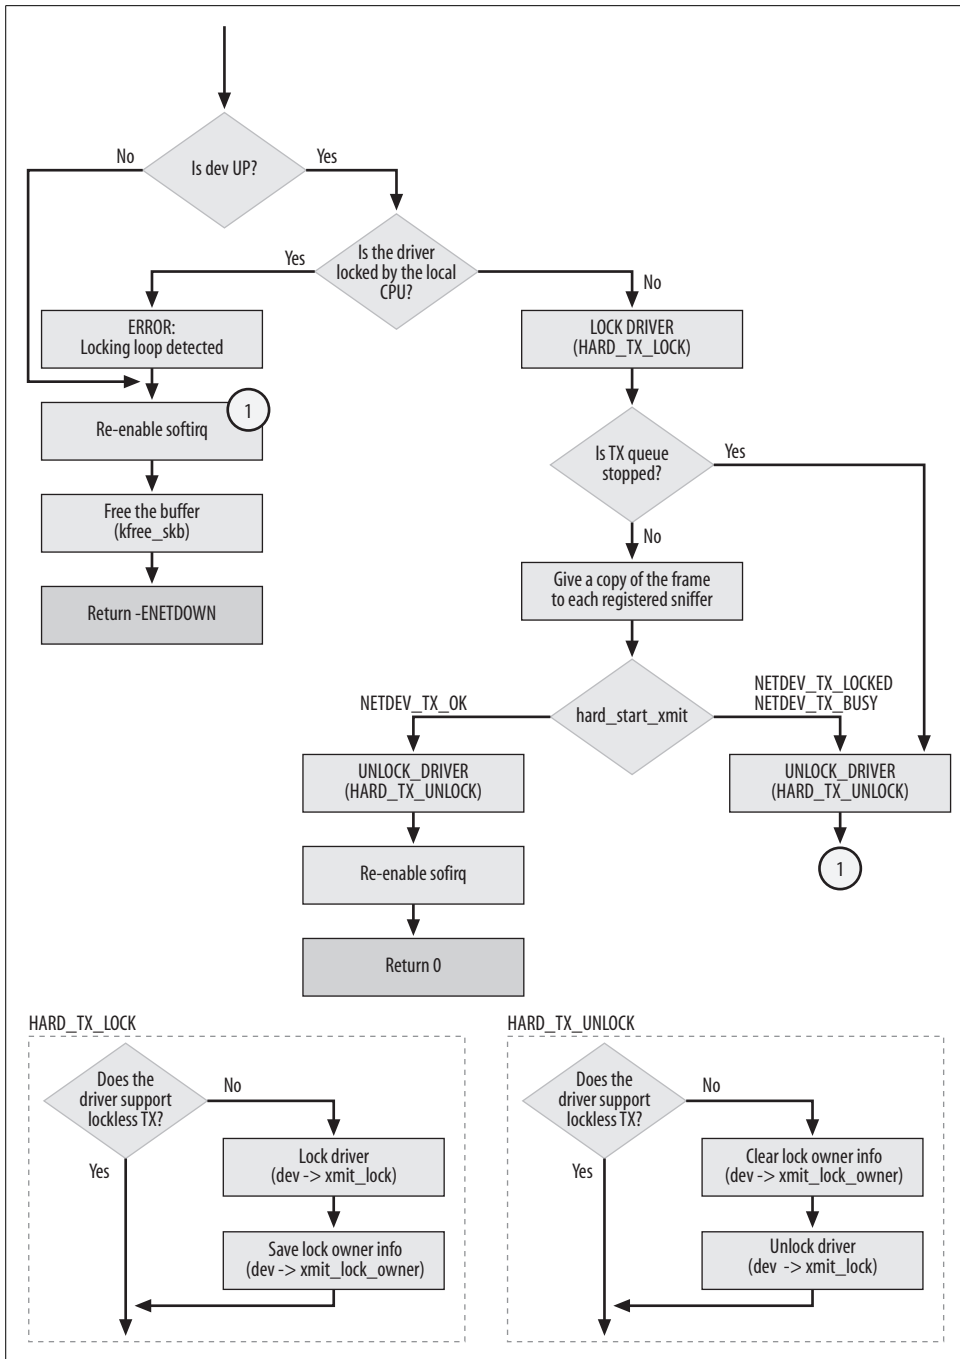 Is dev UP?
No
Yes
Is the driver
locked by the local
CPU?
Yes
No
ERROR:
Locking loop detected
LOCK DRIVER
(HARD_TX_LOCK)
1
Re-enable softirq
Is TX queue
stopped?
Yes
No
Free the buffer
(kfree_skb)
Give a copy of the frame
to each registered sniffer
Return -ENETDOWN
NETDEV_TX_OK
hard_start_xmit
NETDEV_TX_LOCKED
NETDEV_TX_BUSY
UNLOCK_DRIVER
(HARD_TX_UNLOCK)
UNLOCK_DRIVER
(HARD_TX_UNLOCK)
1
Re-enable sofirq
Return 0
HARD_TX_LOCK
Does the
driver support
lockless TX?
No
Yes
Lock driver
(dev -> xmit_lock)
Save lock owner info
(dev -> xmit_lock_owner)
HARD_TX_UNLOCK
Does the
driver support
lockless TX?
No
Yes
Clear lock owner info
(dev -> xmit_lock_owner)
Unlock driver
(dev -> xmit_lock)